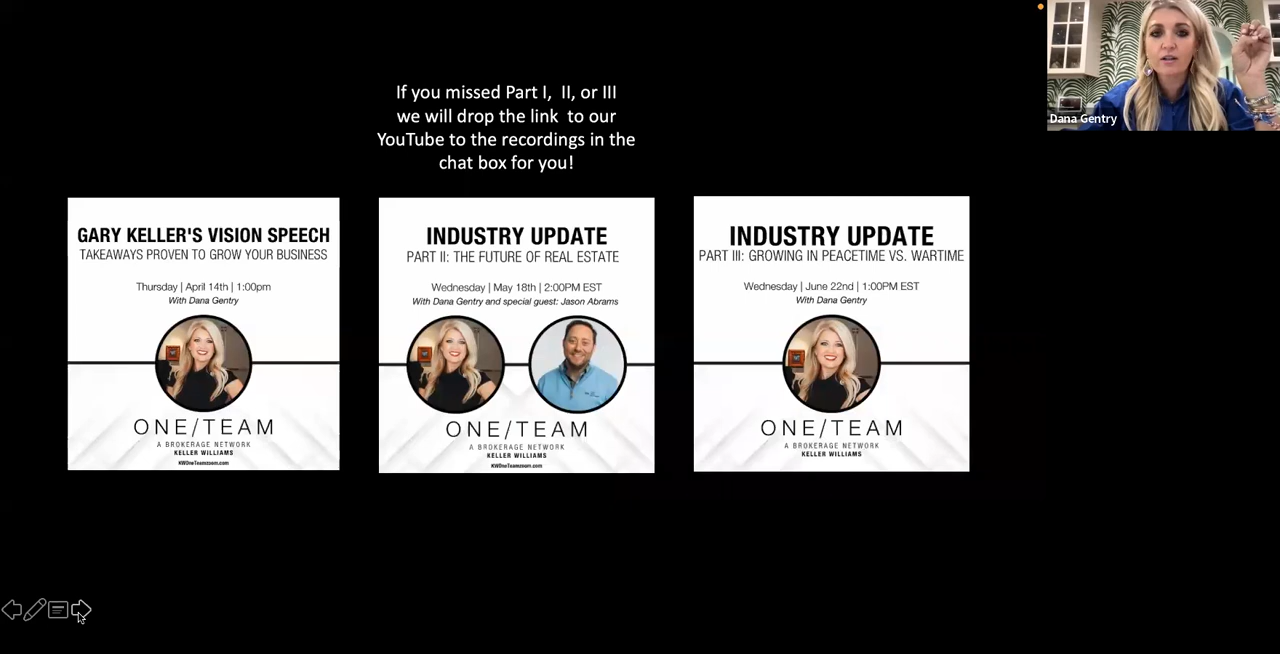 If you missed Part I, II, or III
we will drop the link to our
YouTube to the recordings in the
chat box for you!
Dana Gentry
GARY KELLER'S VISION SPEECH
TAKEAWAYS PROVEN TO GROW YOUR BUSINESS
Thursday | April 14th | 1:00pm
With Dana Gentry
ONE/TEAM
A BROKERAGE NETWORK
KELLER WILLIAMS
KWOneTeamzoom.com
INDUSTRY UPDATE
PART II: THE FUTURE OF REAL ESTATE
Wednesday | May 18th | 2:00PM EST
With Dana Gentry and special guest: Jason Abrams
ONE/TEAM
A BROKERAGE NETWORK
KELLER WILLIAMS
KWOneTeamzoom.com
INDUSTRY UPDATE
PART III: GROWING IN PEACETIME VS. WARTIME
Wednesday | June 22nd | 1:00PM EST
With Dana Gentry
ONE/TEAM
A BROKERAGE NETWORK
KELLER WILLIAMS